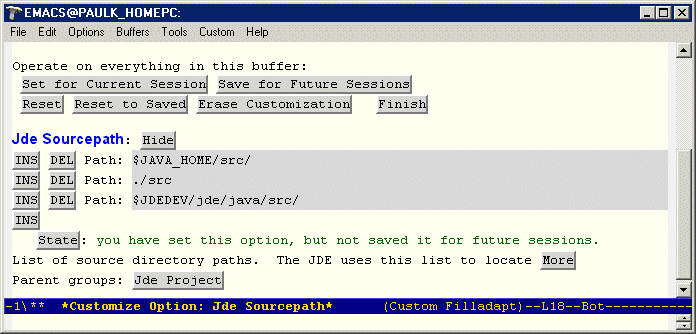 EMACS@PAULK_HOMEPC:
File Edit Options Buffers Tools Custom Help
Operate on everything in this buffer:
Set for Current Session Save for Future Sessions
Reset Reset to Saved Erase Customization Finish
Jde Sourcepath: Hide
INS DEL Path: $JAVA_HOME/src/
INS DEL Path: ./src
INS DEL Path: $JDEDEV/jde/java/src/
INS
State: you have set this option, but not saved it for future sessions.
List of source directory paths.  The JDE uses this list to locate More
Parent groups: Jde Project
-1\**  *Customize Option: Jde Sourcepath*      (Custom Filladapt)--L18--Bot-----------